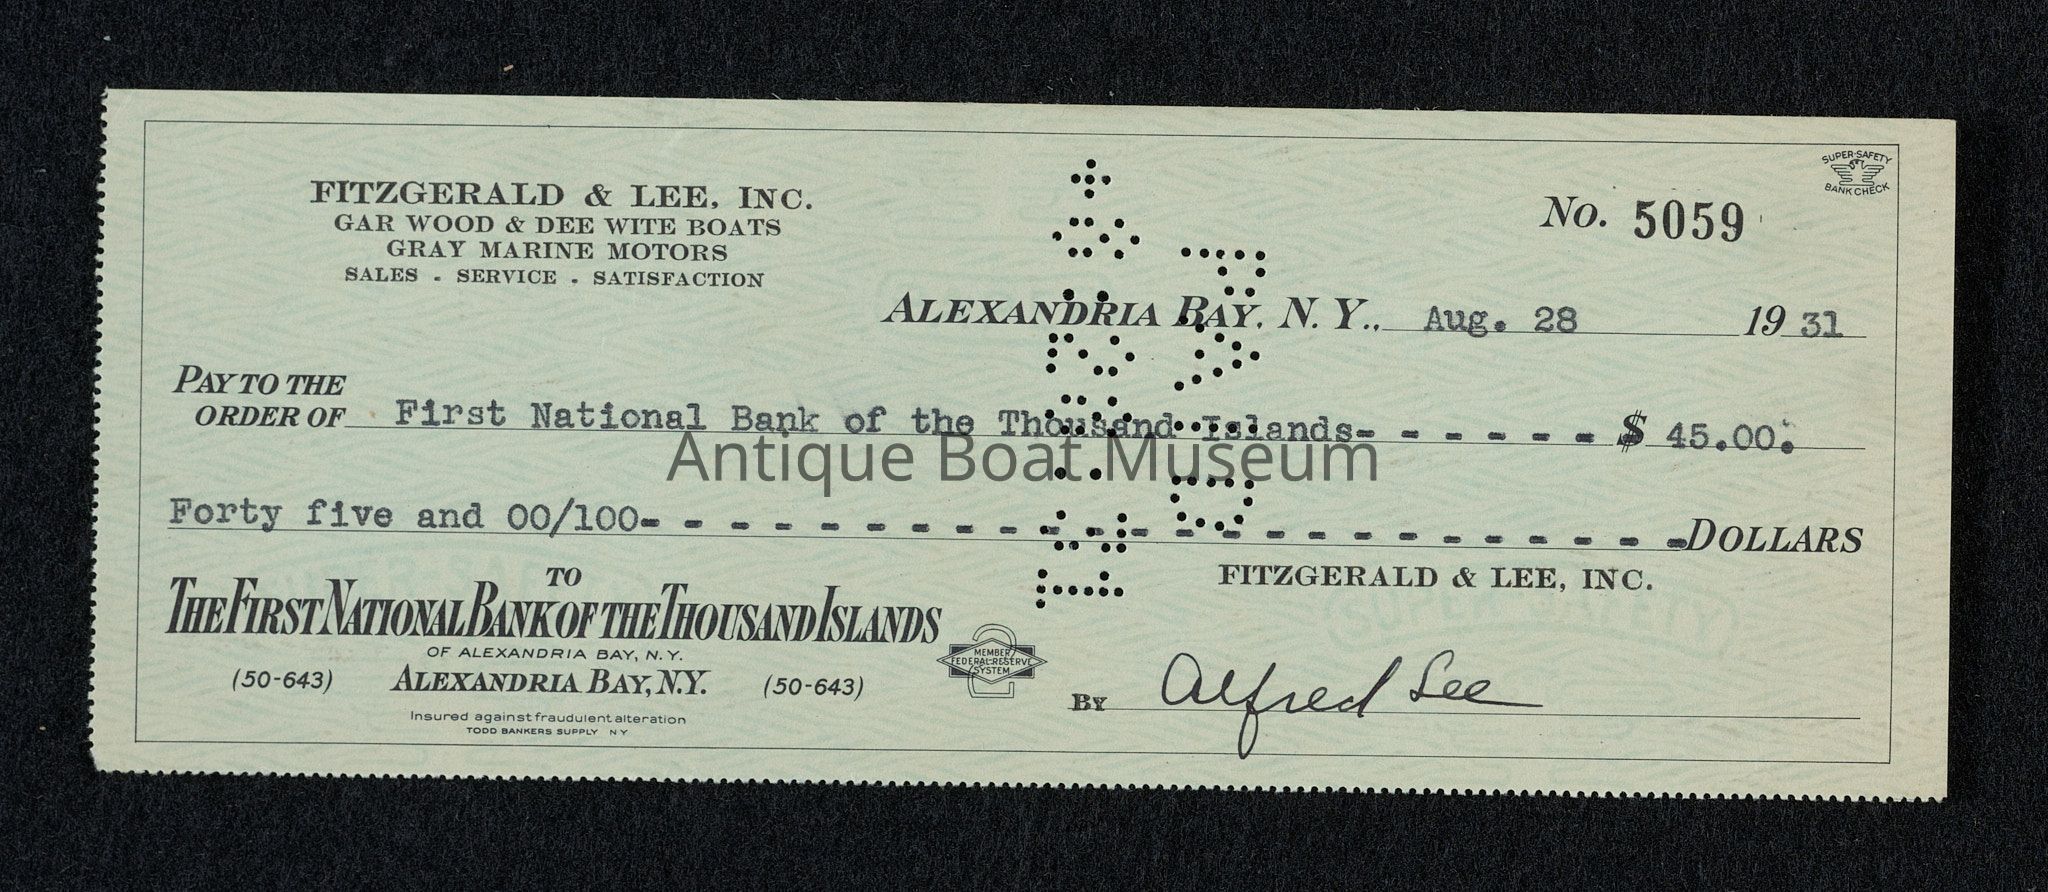 FITZGERALD & LEE, INC.
GAR WOOD & DEE WITE BOATS
GRAY MARINE MOTORS
SALES . SERVICE . SATISFACTION
SUPER-SAFETY
BANK CHECK
No. 5059
ALEXANDRIA BAY, N. Y., Aug. 28 1931
PAY TO THE
ORDER OF First National Bank of the Thousand Islands- - - - - - - $ 45.00.
Antique Boat Museum
Forty five and 00/100- - - - - - - - - - - - - - - - - - - - - - - - -DOLLARS
TO
THE FIRST NATIONAL BANK OF THE THOUSAND ISLANDS
OF ALEXANDRIA BAY, N.Y.
(50-643) ALEXANDRIA BAY, N.Y. (50-643)
Insured against fraudulent alteration
TODD BANKERS SUPPLY N Y
MEMBER
FEDERAL RESERVE
SYSTEM
2
FITZGERALD & LEE, INC.
BY Alfred Lee
PAID